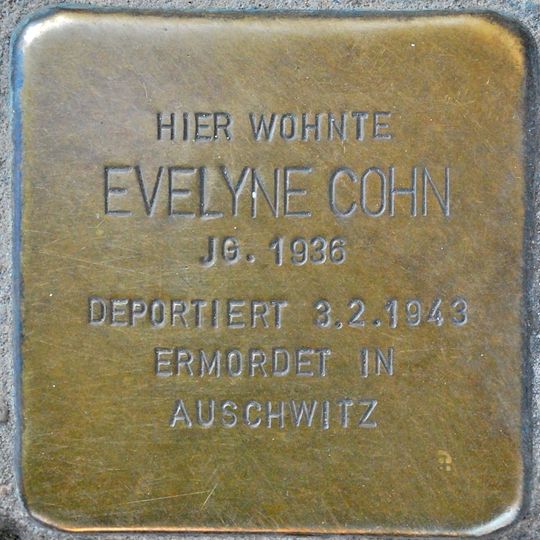 HIER WOHNTE
EVELYNE COHN
JG. 1936
DEPORTIERT 3.2.1943
ERMORDET IN
AUSCHWITZ